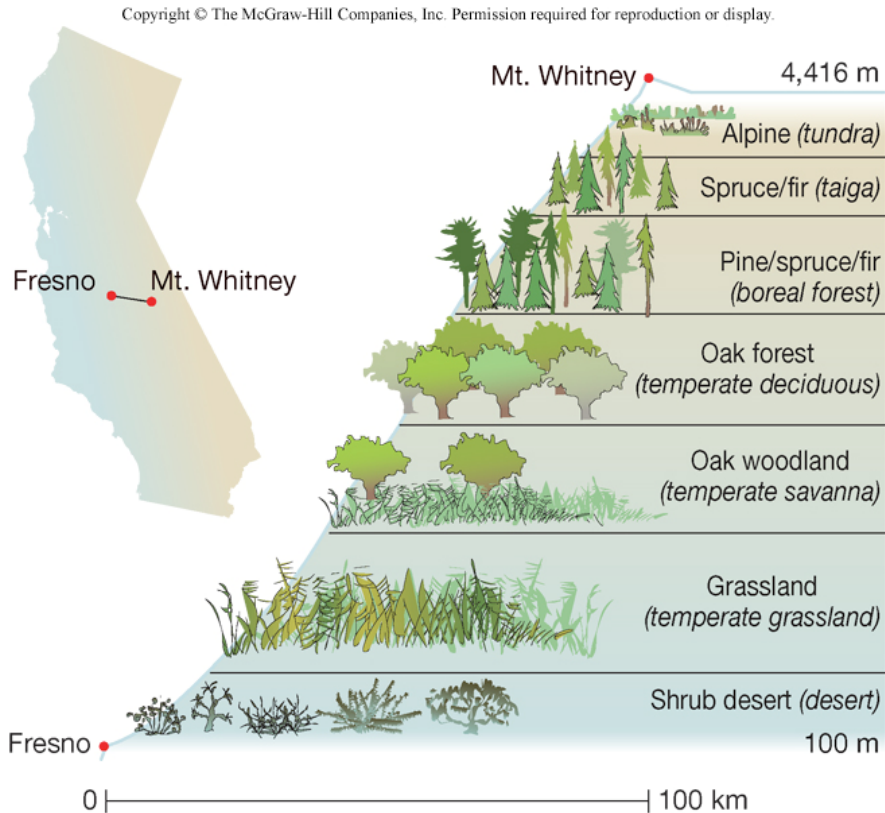 Copyright © The McGraw-Hill Companies, Inc. Permission required for reproduction or display.
Mt. Whitney
4,416 m
Alpine (tundra)
Spruce/fir (taiga)
Fresno
Mt. Whitney
Pine/spruce/fir
(boreal forest)
Oak forest
(temperate deciduous)
Oak woodland
(temperate savanna)
Grassland
(temperate grassland)
Shrub desert (desert)
Fresno
100 m
0
100 km